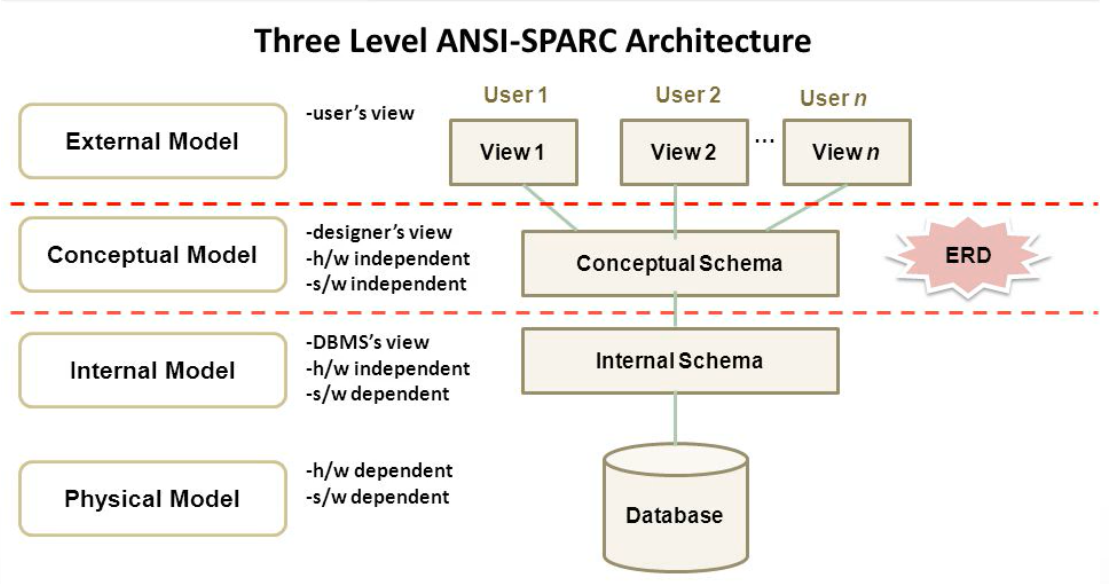 Three Level ANSI-SPARC Architecture
External Model
-user's view
User 1
User 2
User n
View 1
View 2
...
View n
Conceptual Model
-designer's view
-h/w independent
-s/w independent
Conceptual Schema
ERD
Internal Model
-DBMS's view
-h/w independent
-s/w dependent
Internal Schema
Physical Model
-h/w dependent
-s/w dependent
Database